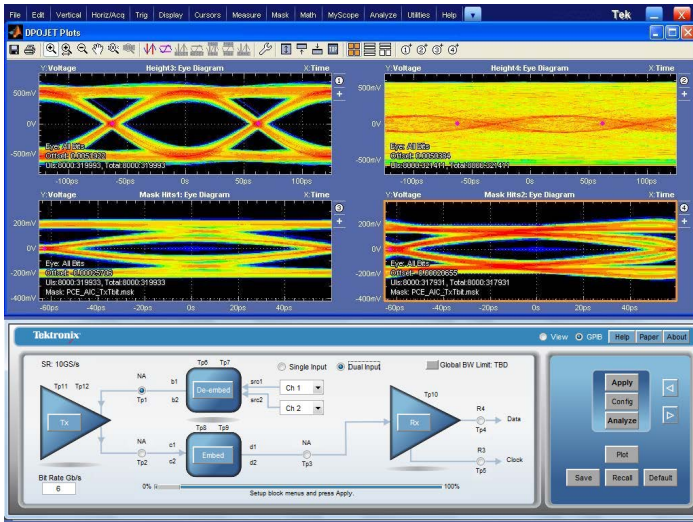 File Edit Vertical Horiz/Acq Trig Display Cursors Measure Mask Math MyScope Analyze Utilities Help Tek
DPOJET Plots
Y:Voltage Height3: Eye Diagram X:Time
500mV
0V
-500mV
Eye: All Bits
UIs:8000:319993, Total:8000:319993
-100ps -50ps 0s 50ps 100ps
Y:Voltage Height4: Eye Diagram X:Time
500mV
0V
-500mV
Eye: All Bits
-100ps -50ps 0s 50ps 100ps
Y:Voltage Mask Hits1: Eye Diagram X:Time
200mV
0V
-200mV
-400mV
Eye: All Bits
UIs:8000:319933, Total:8000:319933
Mask: PCE_AIC_TxTbit.msk
-60ps -40ps -20ps 0s 20ps 40ps
Y:Voltage Mask Hits2: Eye Diagram X:Time
200mV
0V
-200mV
-400mV
Eye: All Bits
UIs:8000:317931, Total:8000:317931
Mask: PCE_AIC_TxTbit.msk
-60ps -40ps -20ps 0s 20ps 40ps
Tektronix
View GPIB Help Paper About
SR: 10GS/s
Single Input Dual Input
Global BW Limit: TBD
Tp11 Tp12
Tx
NA
Tp1
b1
b2
Tp6 Tp7
De-embed
src1
src2
Ch 1
Ch 2
NA
Tp2
c1
c2
Tp8 Tp9
Embed
d1
d2
NA
Tp3
Tp10
Rx
R4
Tp4
Data
R3
Tp5
Clock
Bit Rate Gb/s
6
0% 100%
Setup block menus and press Apply.
Apply
Config
Analyze
Plot
Save Recall Default